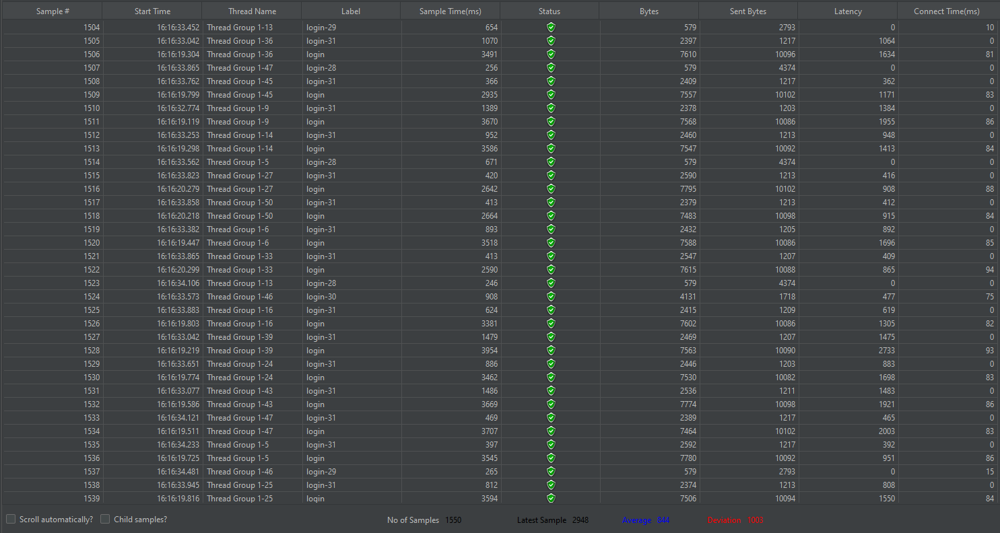 Sample # Start Time Thread Name Label Sample Time(ms) Status Bytes Sent Bytes Latency Connect Time(ms)
1504 16:16:33.452 Thread Group 1-13 login-29 654 579 2793 0 10
1505 16:16:33.042 Thread Group 1-36 login-31 1070 2397 1217 1064 0
1506 16:16:19.304 Thread Group 1-36 login 3491 7610 10096 1634 81
1507 16:16:33.865 Thread Group 1-47 login-28 256 579 4374 0 0
1508 16:16:33.762 Thread Group 1-45 login-31 366 2409 1217 362 0
1509 16:16:19.799 Thread Group 1-45 login 2935 7557 10102 1171 83
1510 16:16:32.774 Thread Group 1-9 login-31 1389 2378 1203 1384 0
1511 16:16:19.119 Thread Group 1-9 login 3670 7568 10086 1955 86
1512 16:16:33.253 Thread Group 1-14 login-31 952 2460 1213 948 0
1513 16:16:19.298 Thread Group 1-14 login 3586 7547 10092 1413 84
1514 16:16:33.562 Thread Group 1-5 login-28 671 579 4374 0 0
1515 16:16:33.823 Thread Group 1-27 login-31 420 2590 1213 416 0
1516 16:16:20.279 Thread Group 1-27 login 2642 7795 10102 908 88
1517 16:16:33.858 Thread Group 1-50 login-31 413 2379 1213 412 0
1518 16:16:20.218 Thread Group 1-50 login 2664 7483 10098 915 84
1519 16:16:33.382 Thread Group 1-6 login-31 893 2432 1205 892 0
1520 16:16:19.447 Thread Group 1-6 login 3518 7588 10086 1696 85
1521 16:16:33.865 Thread Group 1-33 login-31 413 2547 1207 409 0
1522 16:16:20.299 Thread Group 1-33 login 2590 7615 10088 865 94
1523 16:16:34.106 Thread Group 1-13 login-28 246 579 4374 0 0
1524 16:16:33.573 Thread Group 1-46 login-30 908 4131 1718 477 75
1525 16:16:33.883 Thread Group 1-16 login-31 624 2415 1209 619 0
1526 16:16:19.803 Thread Group 1-16 login 3381 7602 10086 1305 82
1527 16:16:33.042 Thread Group 1-39 login-31 1479 2469 1207 1475 0
1528 16:16:19.219 Thread Group 1-39 login 3954 7563 10090 2733 93
1529 16:16:33.651 Thread Group 1-24 login-31 886 2446 1203 883 0
1530 16:16:19.774 Thread Group 1-24 login 3462 7530 10082 1698 83
1531 16:16:33.077 Thread Group 1-43 login-31 1486 2536 1211 1483 0
1532 16:16:19.586 Thread Group 1-43 login 3669 7774 10098 1921 86
1533 16:16:34.121 Thread Group 1-47 login-31 469 2389 1217 465 0
1534 16:16:19.511 Thread Group 1-47 login 3707 7464 10102 2003 83
1535 16:16:34.233 Thread Group 1-5 login-31 397 2592 1217 392 0
1536 16:16:19.725 Thread Group 1-5 login 3545 7780 10092 951 86
1537 16:16:34.481 Thread Group 1-46 login-29 265 579 2793 0 15
1538 16:16:33.945 Thread Group 1-25 login-31 812 2374 1213 808 0
1539 16:16:19.816 Thread Group 1-25 login 3594 7506 10094 1550 84
Scroll automatically? Child samples? No of Samples 1550 Latest Sample 2948 Average 844 Deviation 1003